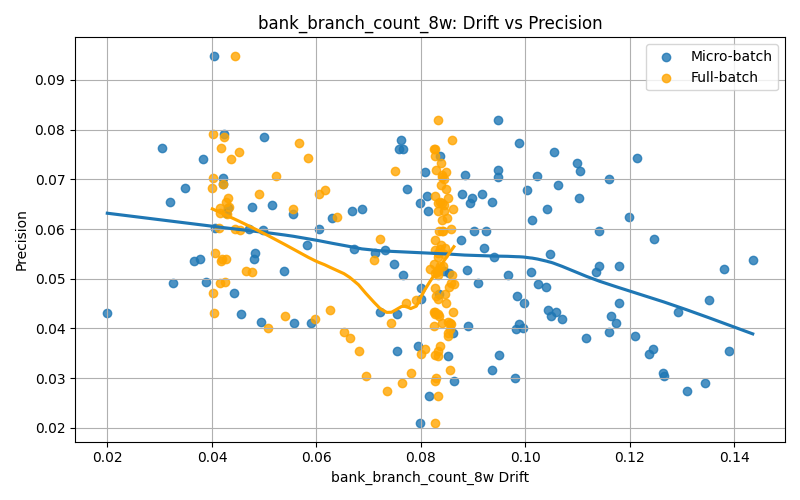 bank_branch_count_8w: Drift vs Precision
Micro-batch
Full-batch
Precision
0.09
0.08
0.07
0.06
0.05
0.04
0.03
0.02
0.02 0.04 0.06 0.08 0.10 0.12 0.14
bank_branch_count_8w Drift